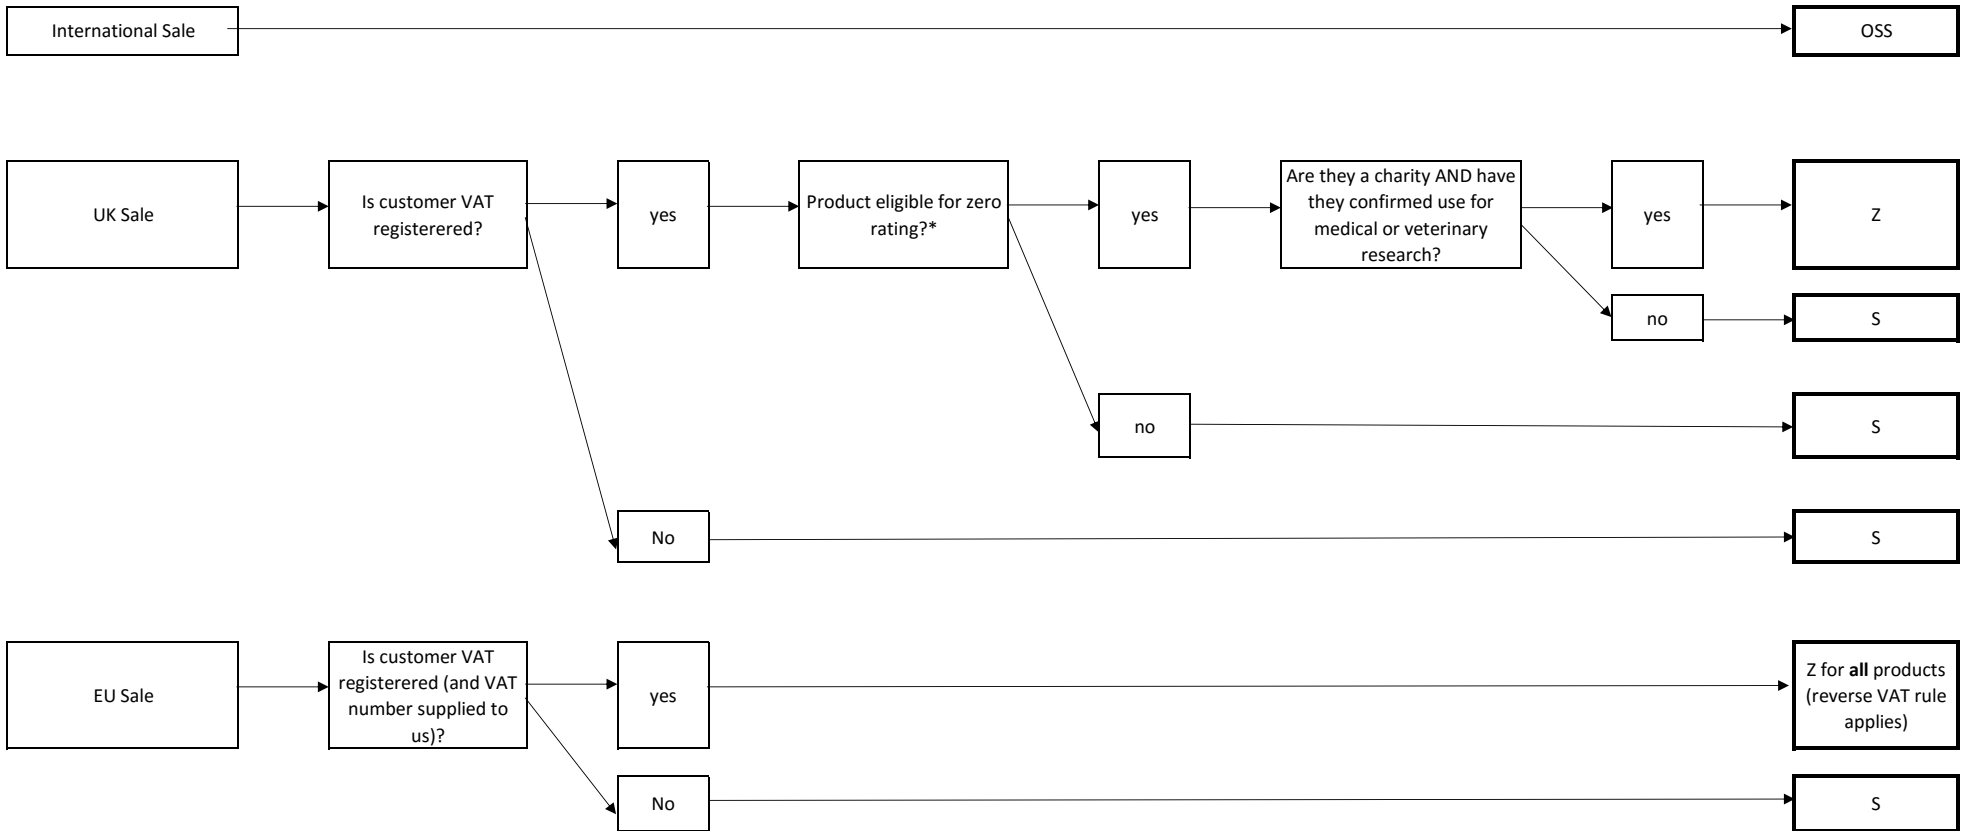 International Sale
OSS
UK Sale
Is customer VAT
registerered?
yes
Product eligible for zero
rating?*
yes
Are they a charity AND have
they confirmed use for
medical or veterinary
research?
yes
Z
no
S
no
S
No
S
EU Sale
Is customer VAT
registerered (and VAT
number supplied to
us)?
yes
Z for all products
(reverse VAT rule
applies)
No
S